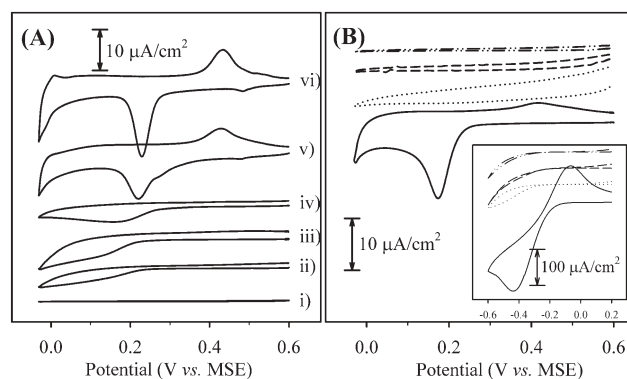 (A)
10 μA/cm²
vi)
v)
iv)
iii)
ii)
i)
0.0 0.2 0.4 0.6
Potential (V vs. MSE)
(B)
10 μA/cm²
100 μA/cm²
-0.6 -0.4 -0.2 0.0 0.2
0.0 0.2 0.4 0.6
Potential (V vs. MSE)